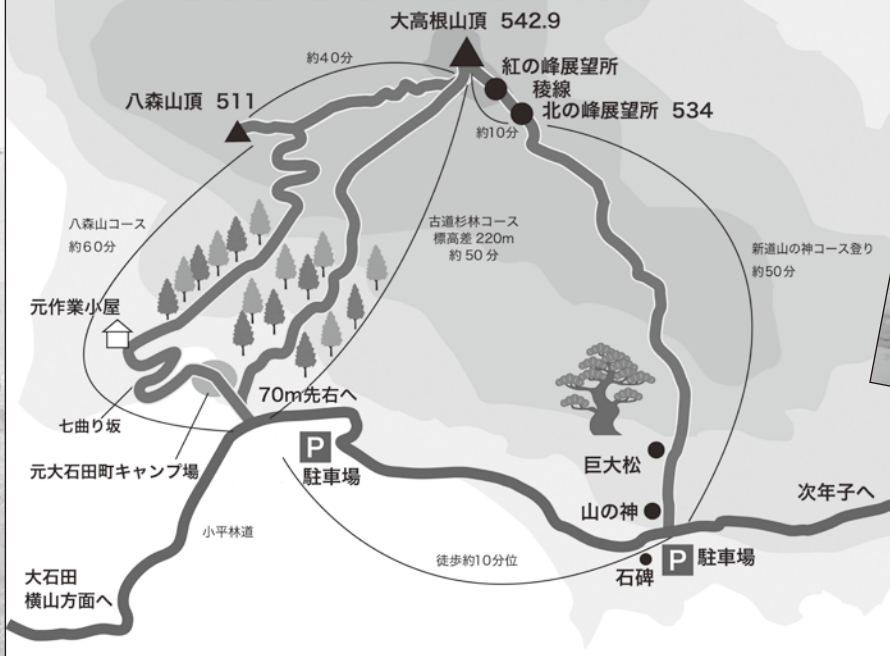 大高根山頂 542.9
約40分
紅の峰展望所
稜線
八森山頂 511
北の峰展望所 534
約10分
八森山コース
約60分
古道杉林コース
標高差 220m
約 50 分
新道山の神コース登り
約50分
元作業小屋
70m先右へ
七曲り坂
P
駐車場
元大石田町キャンプ場
巨大松
次年子へ
山の神
小平林道
徒歩約10分位
P 駐車場
石碑
大石田
横山方面へ